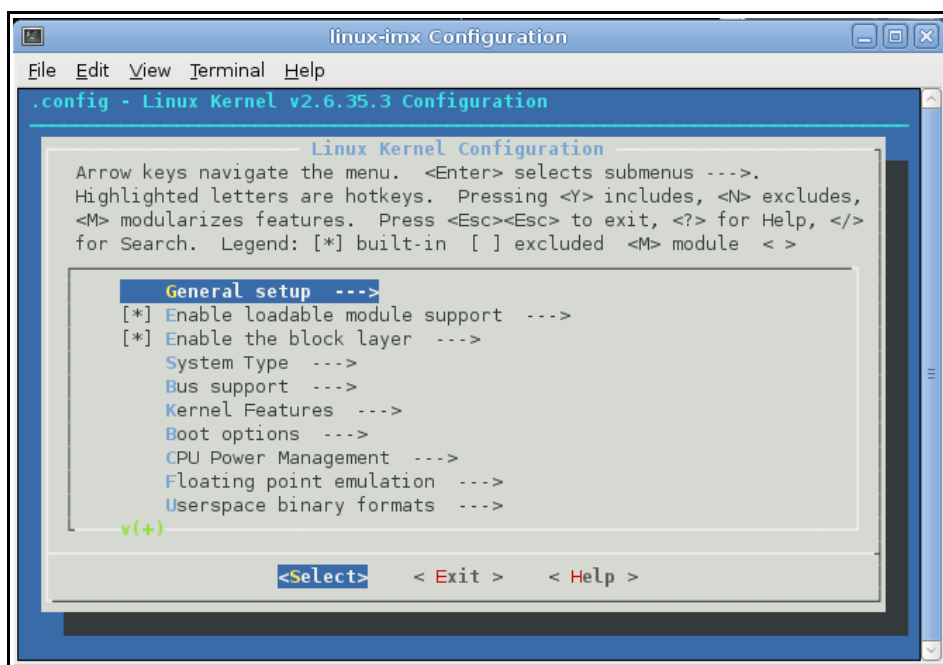 linux-imx Configuration
File Edit View Terminal Help
.config - Linux Kernel v2.6.35.3 Configuration
Linux Kernel Configuration
Arrow keys navigate the menu. <Enter> selects submenus --->.
Highlighted letters are hotkeys. Pressing <Y> includes, <N> excludes,
<M> modularizes features. Press <Esc><Esc> to exit, <?> for Help, </>
for Search. Legend: [*] built-in [ ] excluded <M> module < >
General setup --->
[*] Enable loadable module support --->
[*] Enable the block layer --->
System Type --->
Bus support --->
Kernel Features --->
Boot options --->
CPU Power Management --->
Floating point emulation --->
Userspace binary formats --->
v(+)
<Select> < Exit > < Help >